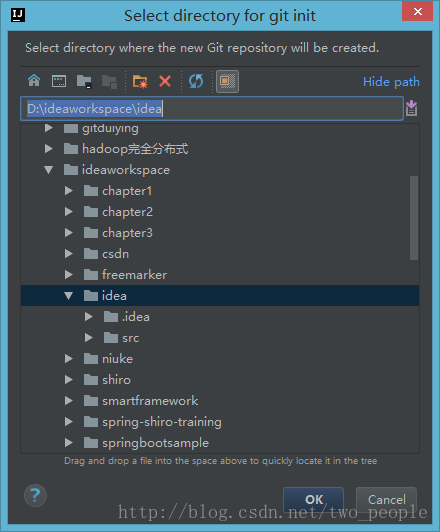 IJ
Select directory for git init
Select directory where the new Git repository will be created.
Hide path
D:\ideaworkspace\idea
gitduiying
hadoop完全分布式
ideaworkspace
chapter1
chapter2
chapter3
csdn
freemarker
idea
.idea
src
niuke
shiro
smartframework
spring-shiro-training
springbootsample
Drag and drop a file into the space above to quickly locate it in the tree
?
OK
Cancel
http://blog.csdn.net/two_people